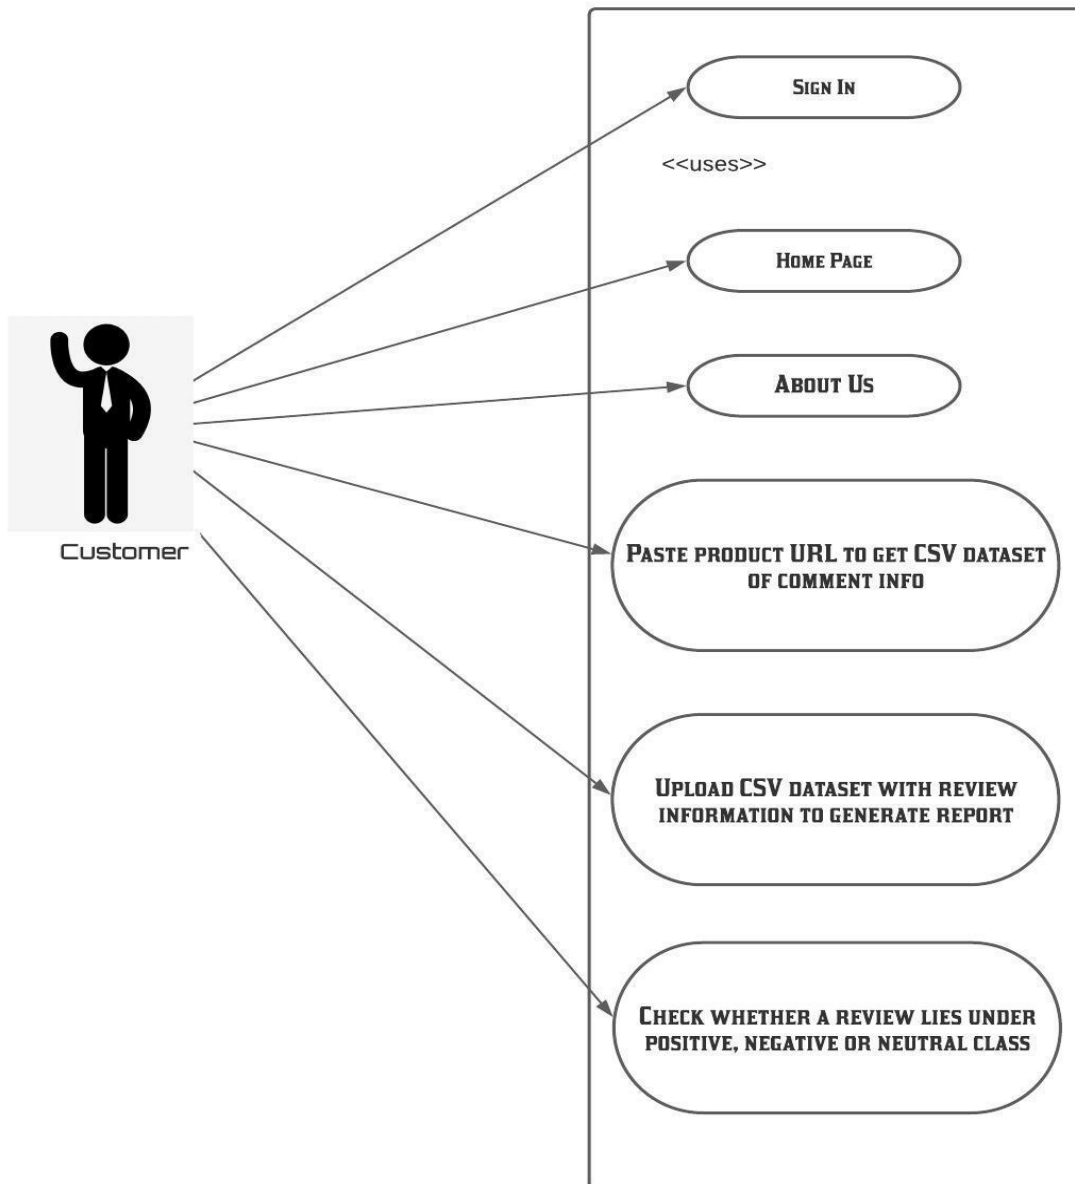 Sign In
<<uses>>
Home Page
About Us
Customer
Paste product URL to get CSV dataset
of comment info
Upload CSV dataset with review
information to generate report
Check whether a review lies under
positive, negative or neutral class